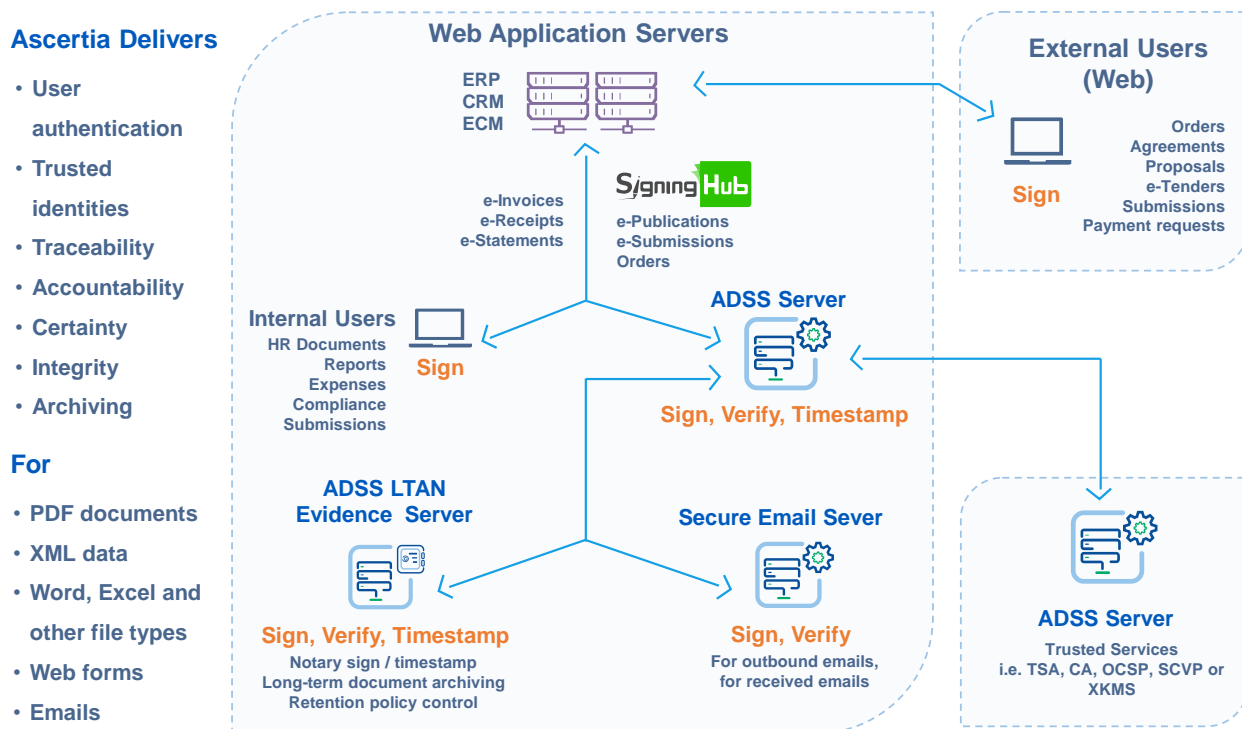 Ascertia Delivers
• User
authentication
• Trusted
identities
• Traceability
• Accountability
• Certainty
• Integrity
• Archiving
For
• PDF documents
• XML data
• Word, Excel and
other file types
• Web forms
• Emails
Web Application Servers
ERP
CRM
ECM
SigningHub
e-Invoices
e-Receipts
e-Statements
e-Publications
e-Submissions
Orders
Internal Users
HR Documents
Reports
Expenses
Compliance
Submissions
Sign
ADSS Server
Sign, Verify, Timestamp
ADSS LTAN
Evidence Server
Sign, Verify, Timestamp
Notary sign / timestamp
Long-term document archiving
Retention policy control
Secure Email Sever
Sign, Verify
For outbound emails,
for received emails
External Users
(Web)
Sign
Orders
Agreements
Proposals
e-Tenders
Submissions
Payment requests
ADSS Server
Trusted Services
i.e. TSA, CA, OCSP, SCVP or
XKMS